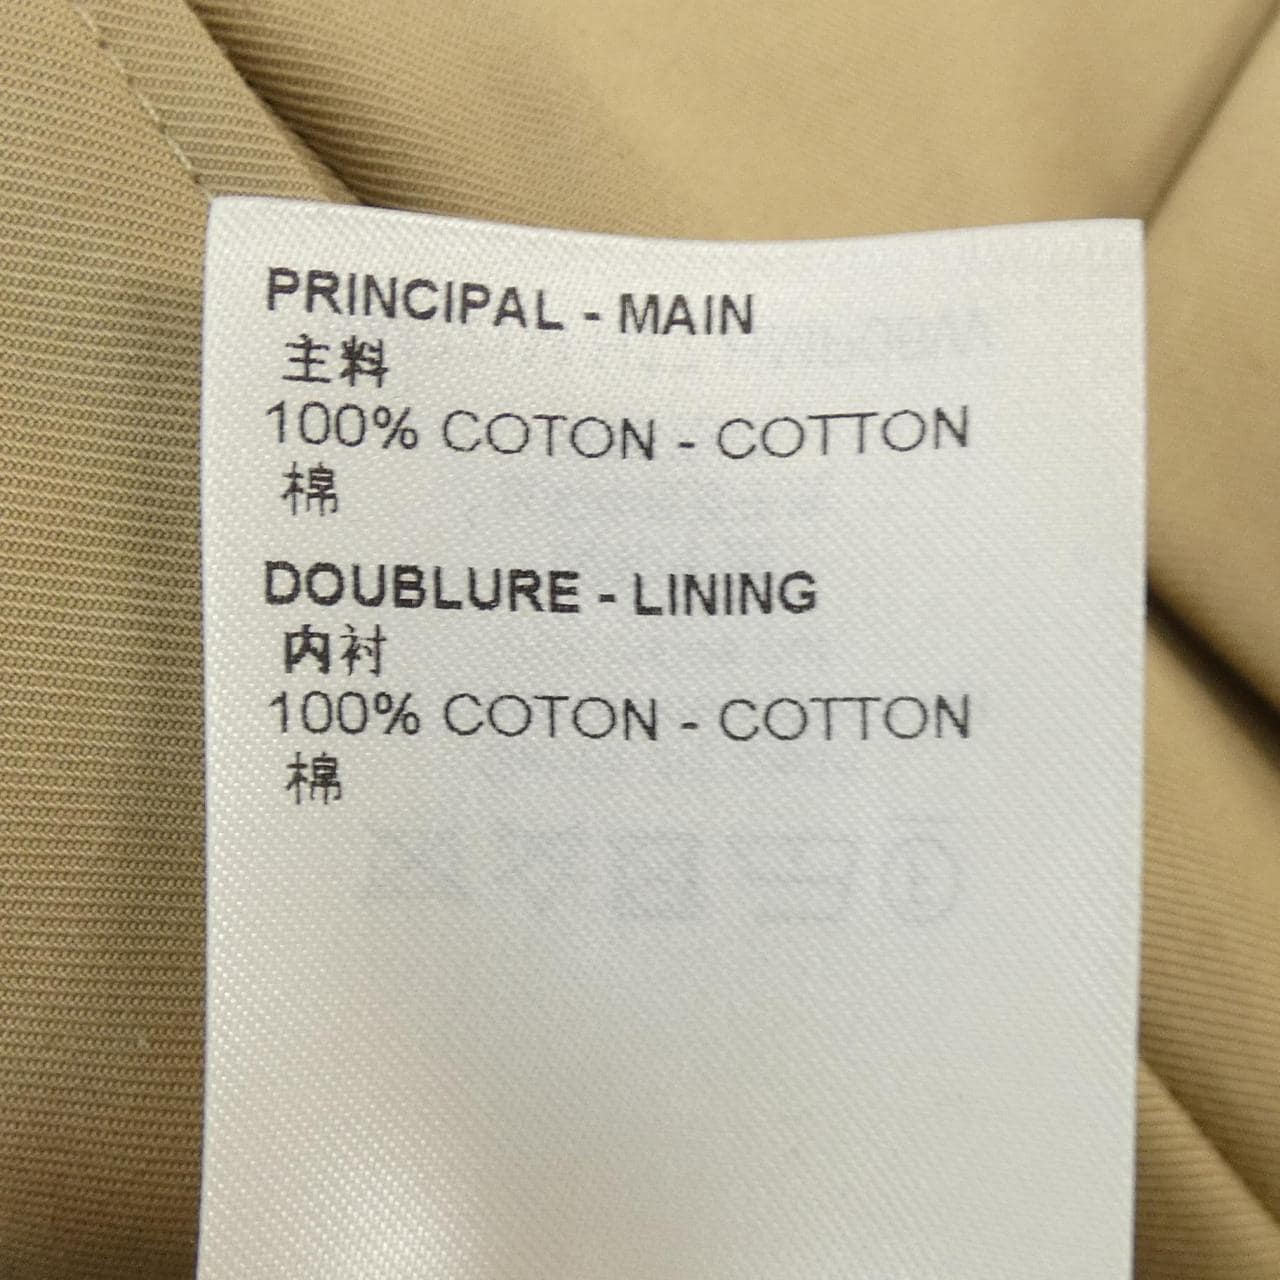 PRINCIPAL - MAIN
主料
100% COTON - COTTON
棉
DOUBLURE - LINING
内衬
100% COTON - COTTON
棉